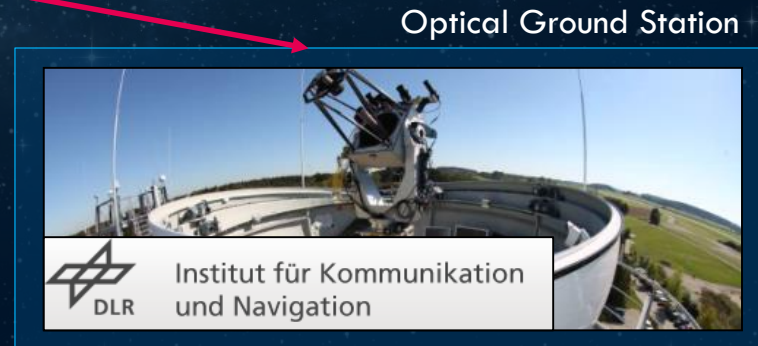 Optical Ground Station
DLR
Institut für Kommunikation
und Navigation